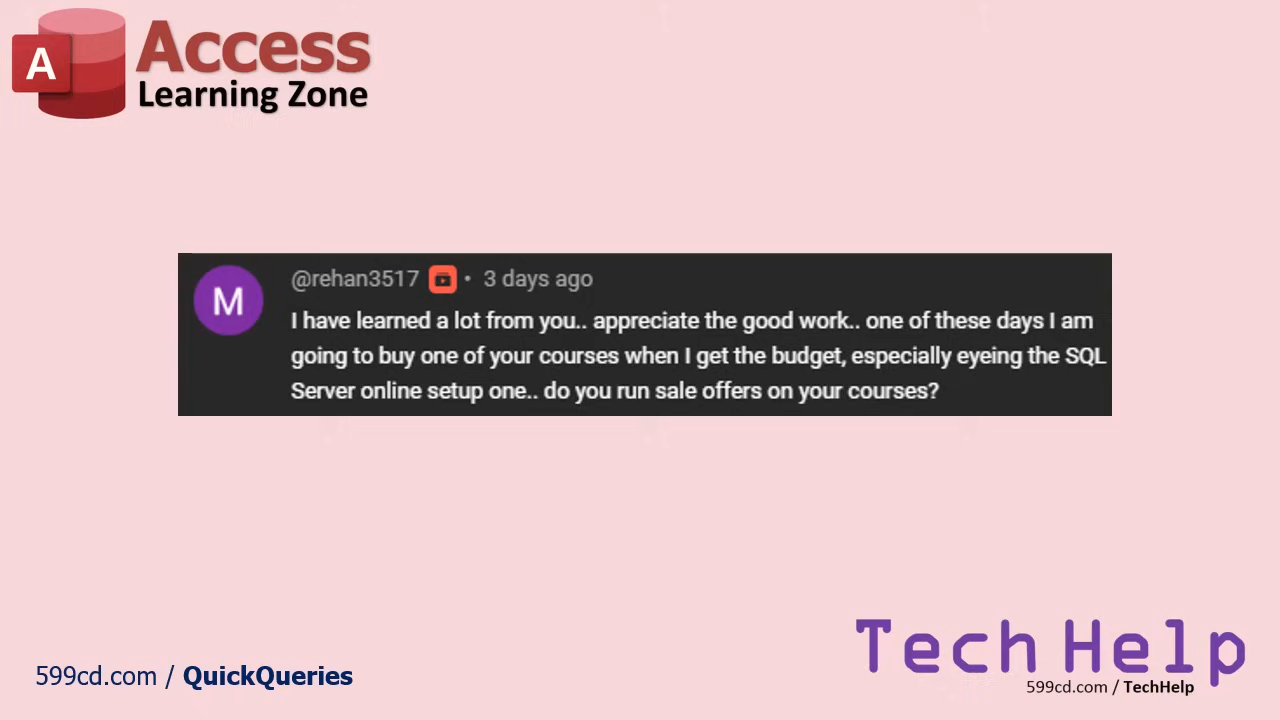 A
Access
Learning Zone
M
@rehan3517 • 3 days ago
I have learned a lot from you.. appreciate the good work.. one of these days I am
going to buy one of your courses when I get the budget, especially eyeing the SQL
Server online setup one.. do you run sale offers on your courses?
599cd.com / QuickQueries
Tech Help
599cd.com / TechHelp